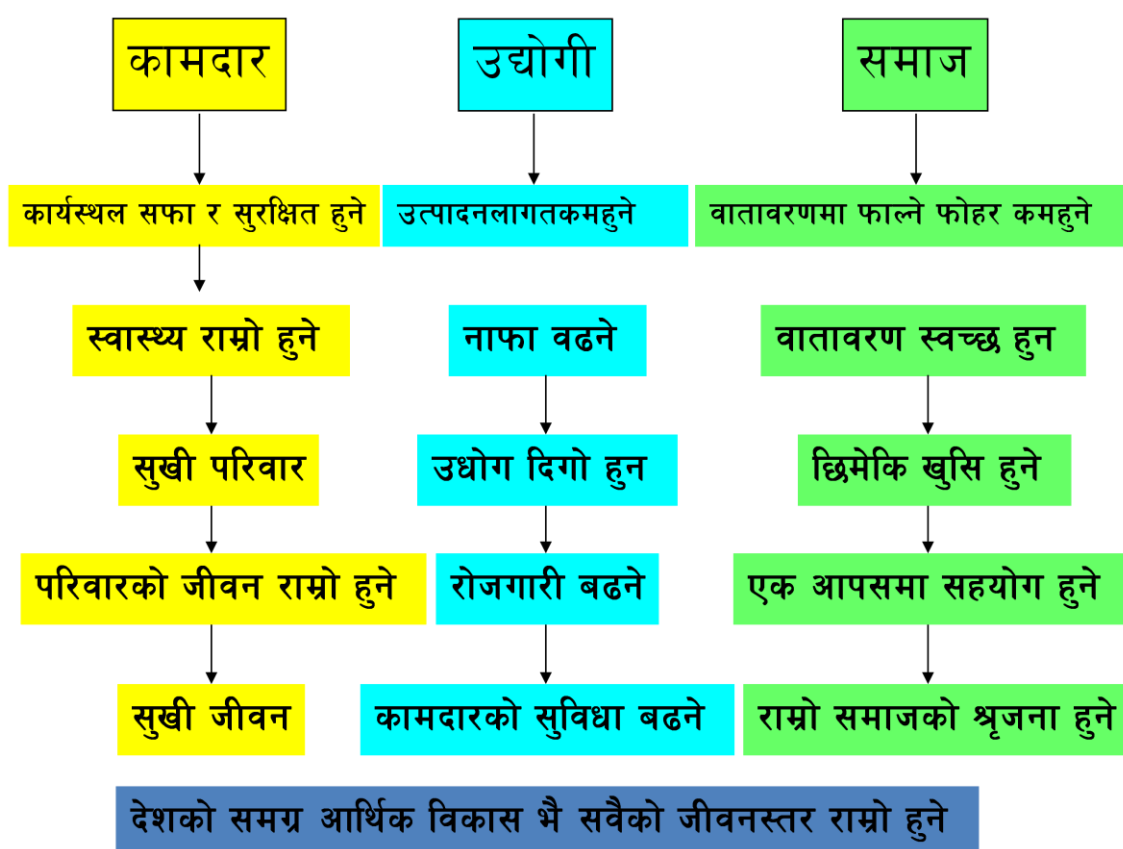 कामदार
उद्योगी
समाज
कार्यस्थल सफा र सुरक्षित हुने
उत्पादनलागतकमहुने
वातावरणमा फाल्ने फोहर कमहुने
स्वास्थ्य राम्रो हुने
नाफा वढने
वातावरण स्वच्छ हुन
सुखी परिवार
उधोग दिगो हुन
छिमेकि खुसि हुने
परिवारको जीवन राम्रो हुने
रोजगारी बढने
एक आपसमा सहयोग हुने
सुखी जीवन
कामदारको सुविधा बढने
राम्रो समाजको श्रृजना हुने
देशको समग्र आर्थिक विकास भै सवैको जीवनस्तर राम्रो हुने